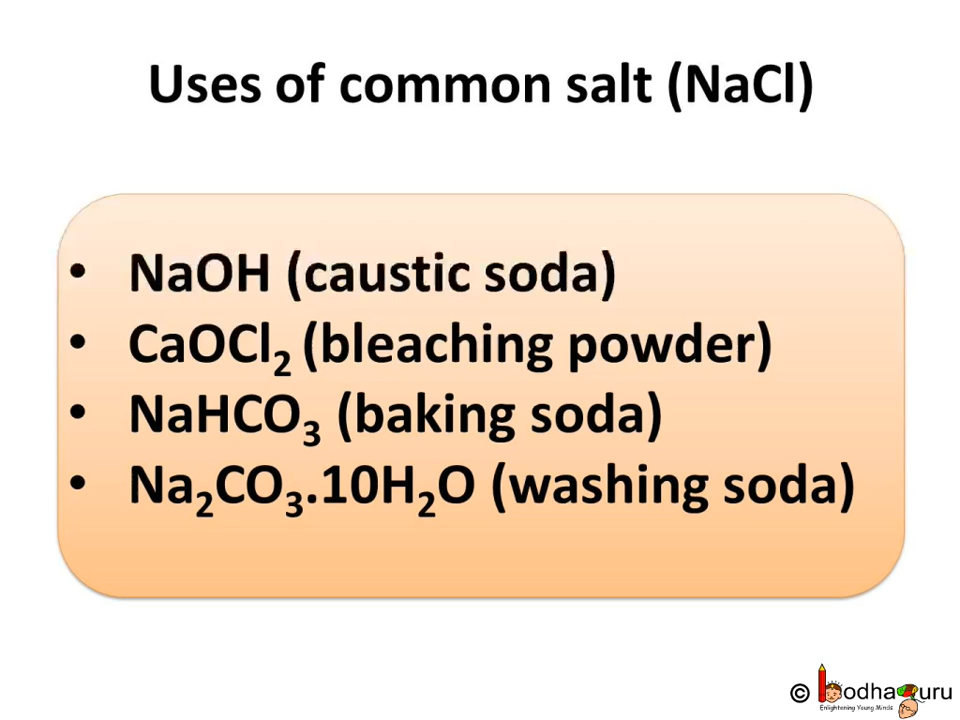 Uses of common salt (NaCl)
• NaOH (caustic soda)
• CaOCl₂ (bleaching powder)
• NaHCO₃ (baking soda)
• Na₂CO₃.10H₂O (washing soda)
© BodhaGuru
Enlightening Young Minds